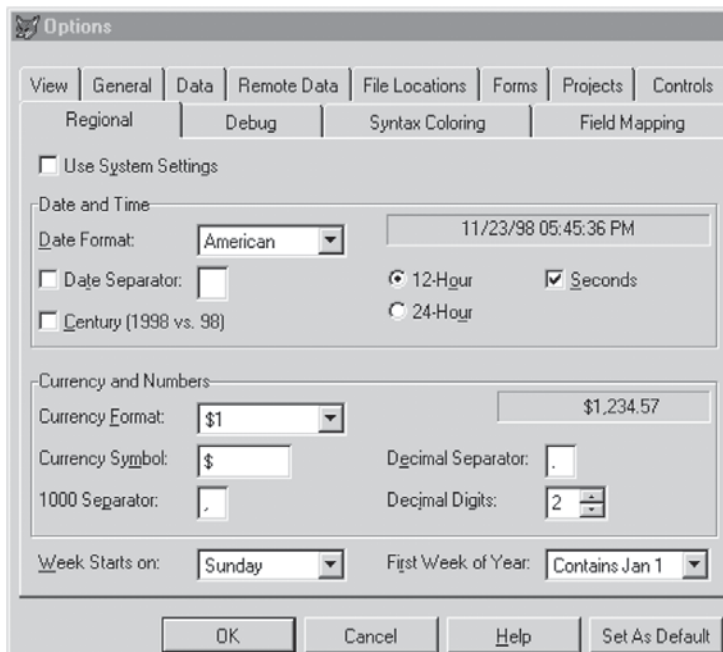 Options
View General Data Remote Data File Locations Forms Projects Controls
Regional Debug Syntax Coloring Field Mapping
Use System Settings
Date and Time
Date Format: American 11/23/98 05:45:36 PM
Date Separator: 12-Hour Seconds
Century (1998 vs. 98) 24-Hour
Currency and Numbers
Currency Format: $1 $1,234.57
Currency Symbol: $ Decimal Separator: .
1000 Separator: , Decimal Digits: 2
Week Starts on: Sunday First Week of Year: Contains Jan 1
OK Cancel Help Set As Default